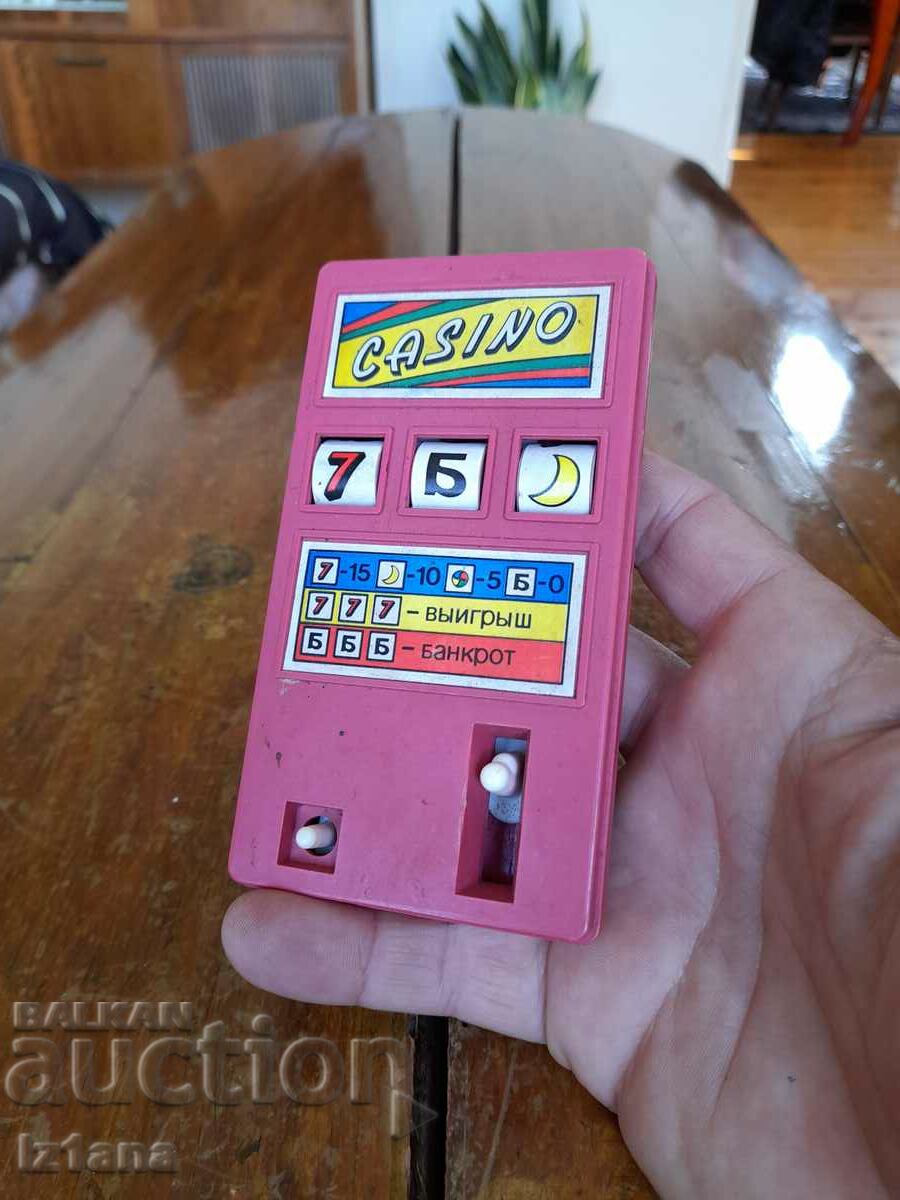 CASINO
7 Б
7 -15 -10 -5 Б -0
7 7 7 - выигрыш
Б Б Б - банкрот
BALKAN
auction
Iz1ana